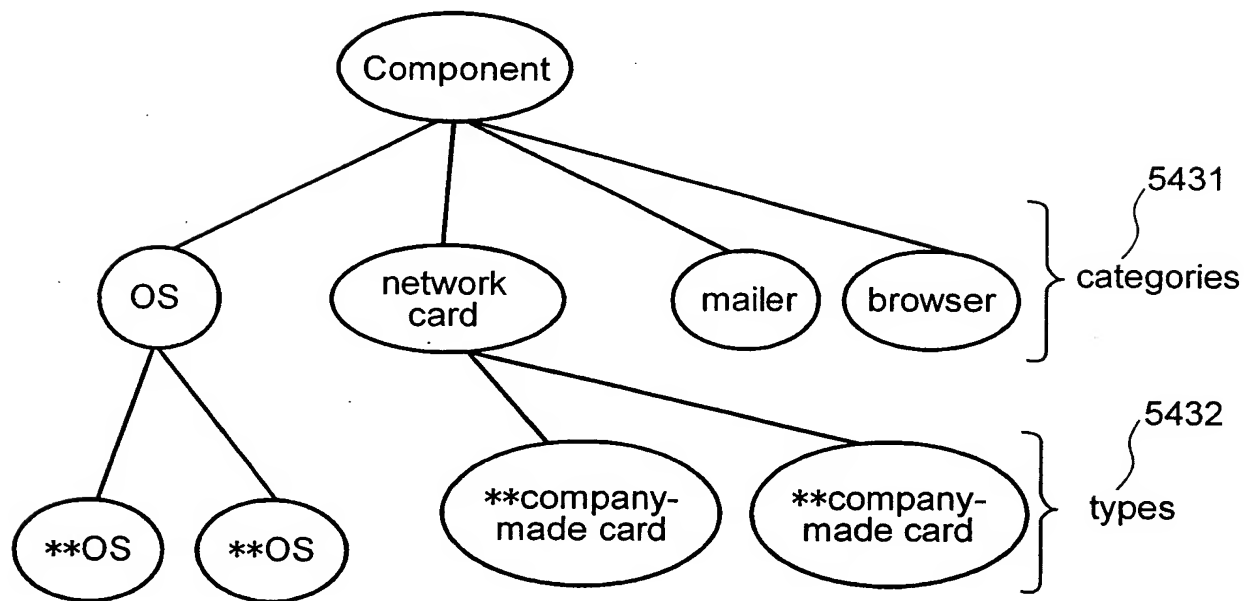 Component
5431
OS
network
card
mailer
browser
categories
5432
**OS
**OS
**company-
made card
**company-
made card
types